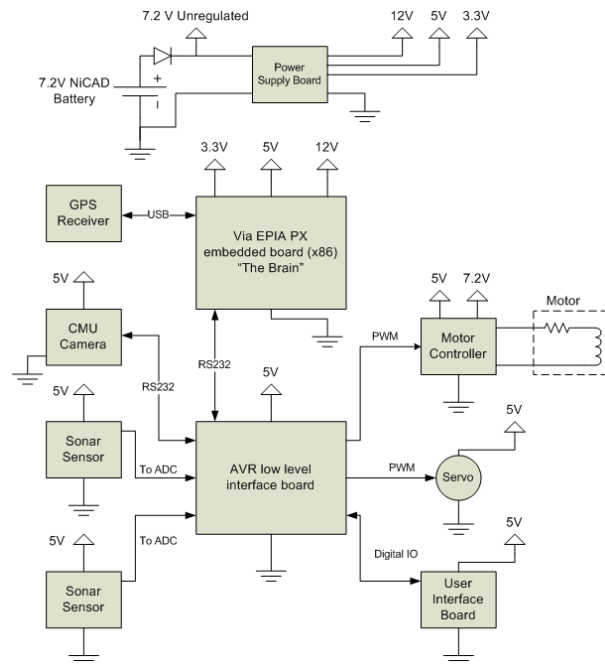 7.2 V Unregulated
12V
5V
3.3V
7.2V NiCAD
Battery
+
Power
Supply Board
3.3V
5V
12V
GPS
Receiver
USB
Via EPIA PX
embedded board (x86)
“The Brain”
5V
CMU
Camera
RS232
RS232
5V
7.2V
Motor
PWM
Motor
Controller
5V
Sonar
Sensor
To ADC
5V
AVR low level
interface board
PWM
5V
Servo
5V
Sonar
Sensor
To ADC
Digital IO
5V
User
Interface
Board